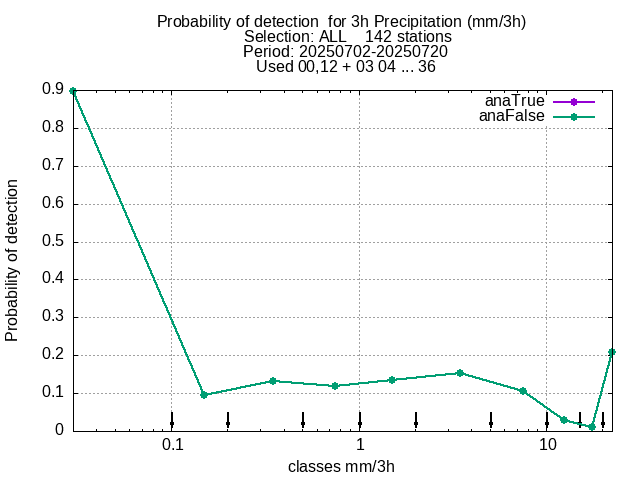 Probability of detection  for 3h Precipitation (mm/3h)
Selection: ALL    142 stations
Period: 20250702-20250720
Used 00,12 + 03 04 ... 36
anaTrue
anaFalse
Probability of detection
0.9
0.8
0.7
0.6
0.5
0.4
0.3
0.2
0.1
0
0.1 1 10
classes mm/3h